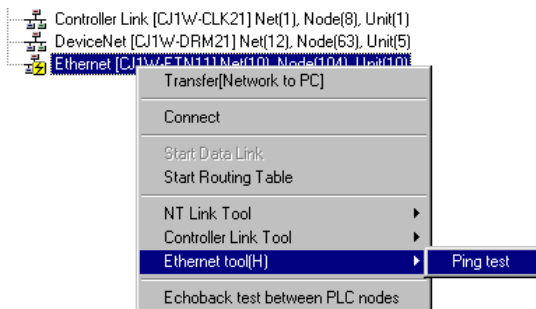 Controller Link [CJ1W-CLK21] Net(1), Node(8), Unit(1)
DeviceNet [CJ1W-DRM21] Net(12), Node(63), Unit(5)
Ethernet [CJ1W-ETN11] Net(10), Node(104), Unit(10)
Transfer[Network to PC]
Connect
Start Data Link
Start Routing Table
NT Link Tool
Controller Link Tool
Ethernet tool(H)
Ping test
Echoback test between PLC nodes